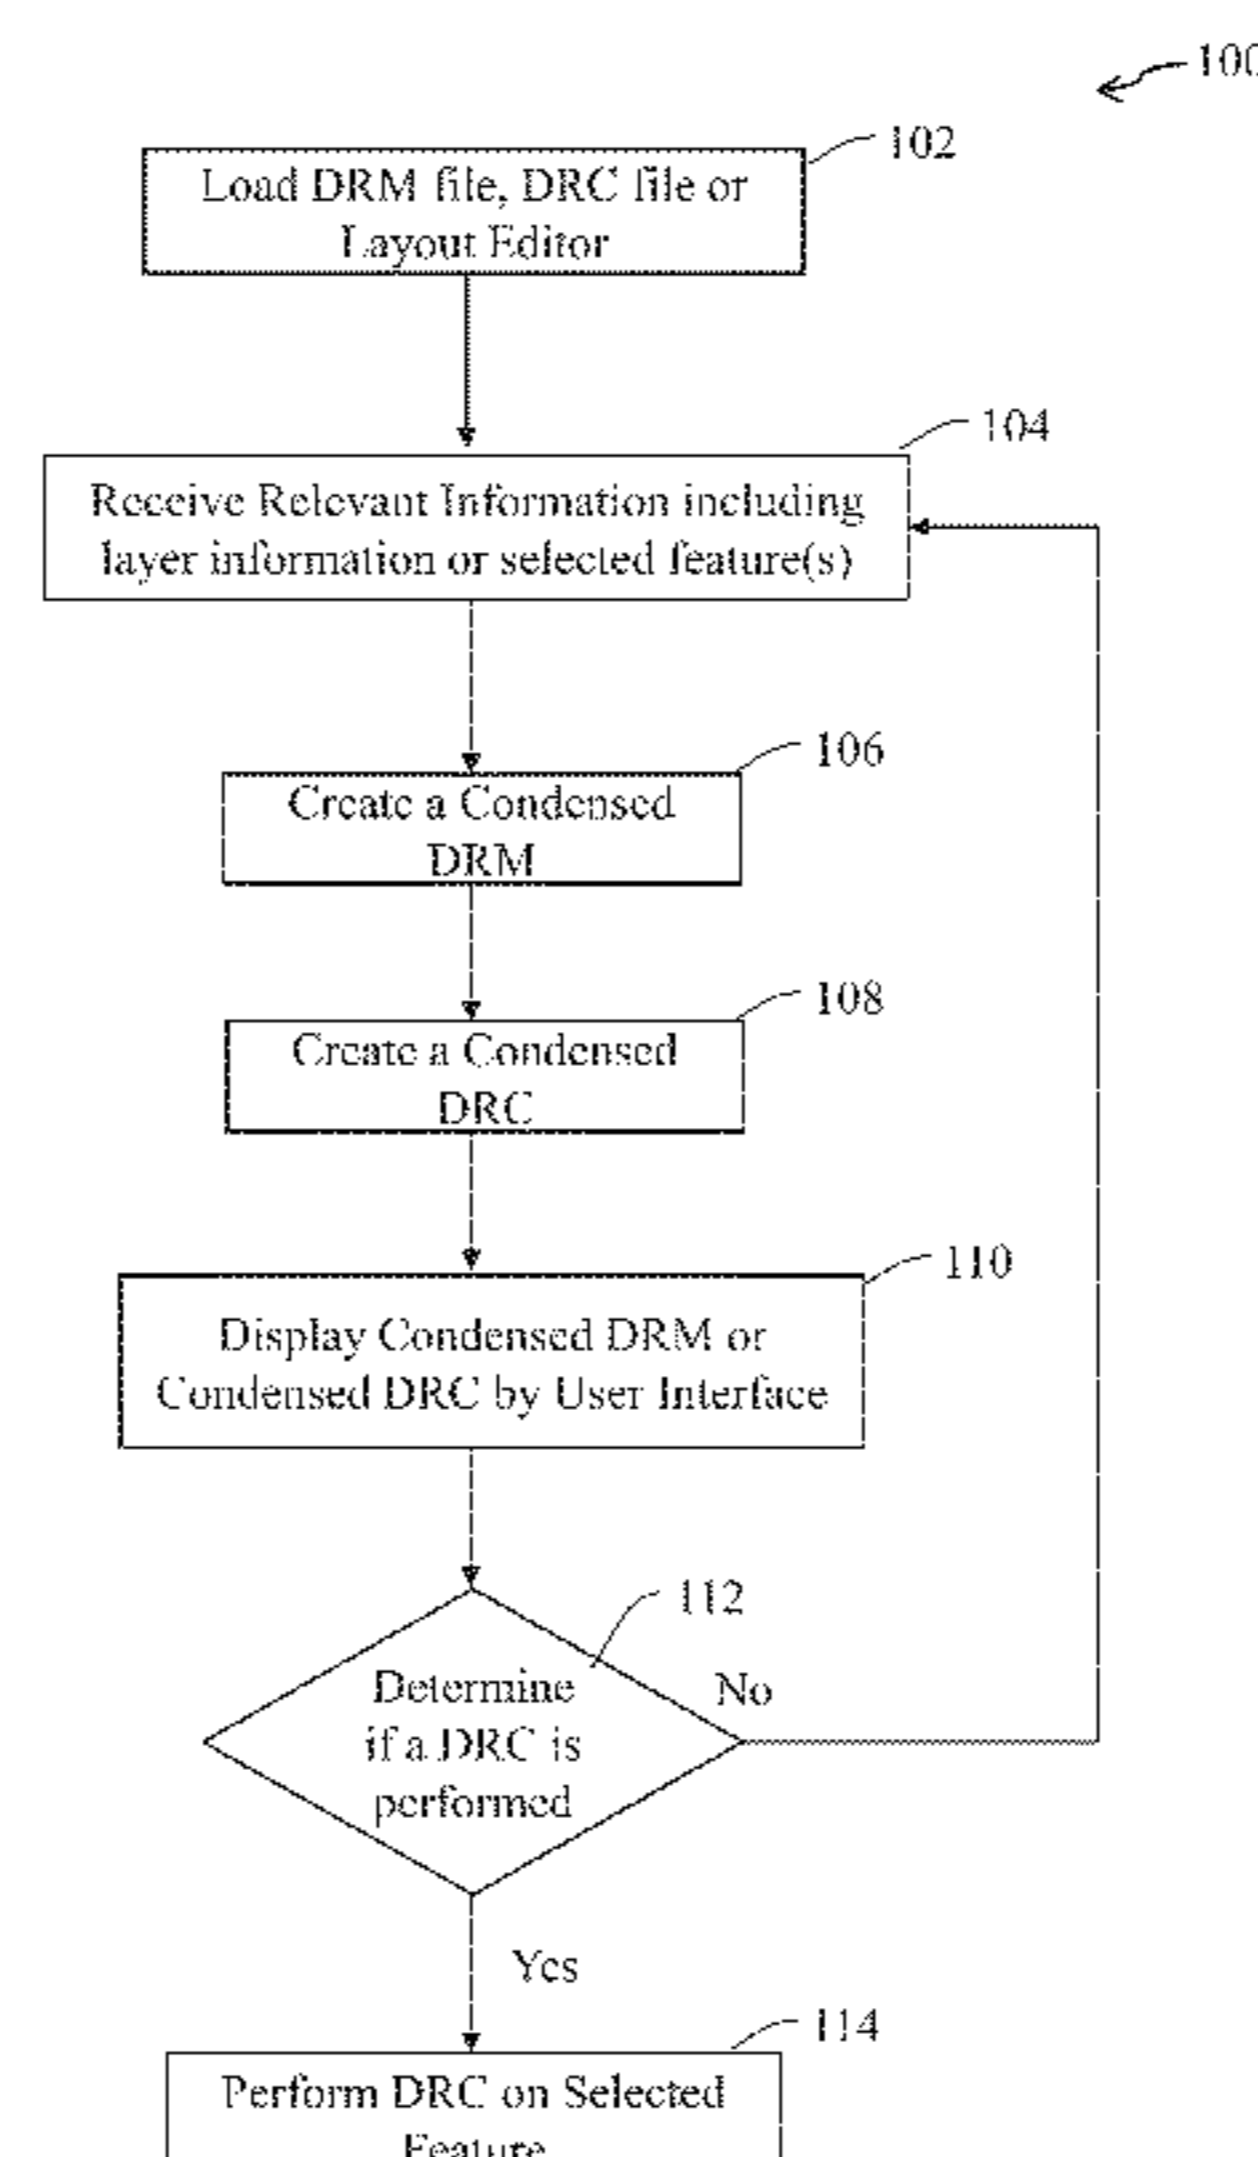 100
102
Load DRM file, DRC file or
Layout Editor
104
Receive Relevant Information including
layer information or selected feature(s)
106
Create a Condensed
DRM
108
Create a Condensed
DRC
110
Display Condensed DRM or
Condensed DRC by User Interface
112
Determine
if a DRC is
performed
No
Yes
114
Perform DRC on Selected
Feature